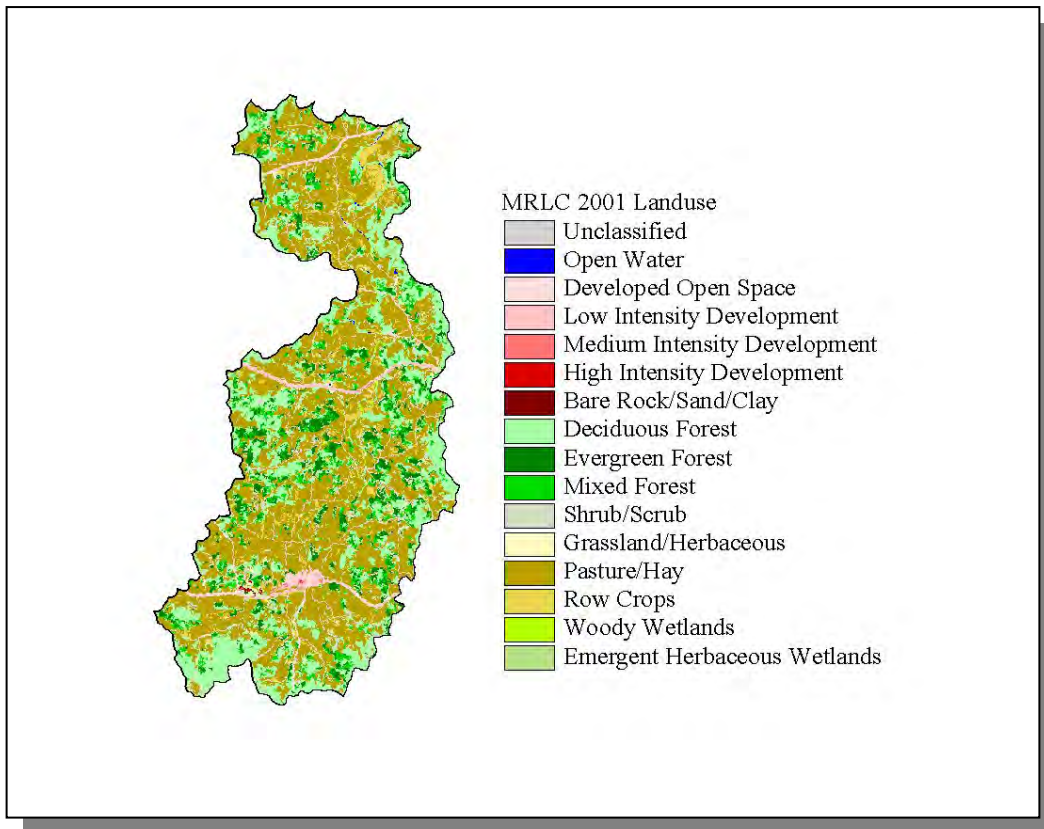 MRLC 2001 Landuse
Unclassified
Open Water
Developed Open Space
Low Intensity Development
Medium Intensity Development
High Intensity Development
Bare Rock/Sand/Clay
Deciduous Forest
Evergreen Forest
Mixed Forest
Shrub/Scrub
Grassland/Herbaceous
Pasture/Hay
Row Crops
Woody Wetlands
Emergent Herbaceous Wetlands